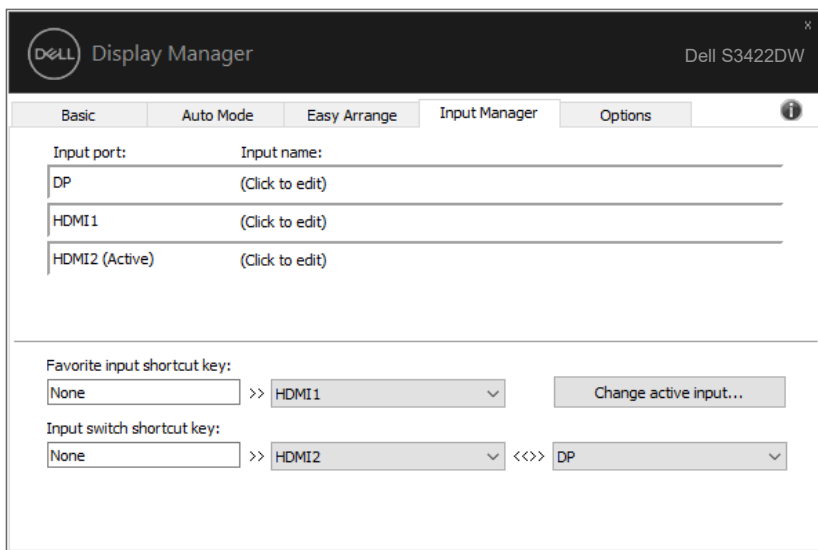 x
DELL Display Manager
Dell S3422DW
Basic Auto Mode Easy Arrange Input Manager Options i
Input port: Input name:
DP (Click to edit)
HDMI1 (Click to edit)
HDMI2 (Active) (Click to edit)
Favorite input shortcut key:
None >> HDMI1 Change active input...
Input switch shortcut key:
None >> HDMI2 <<>> DP